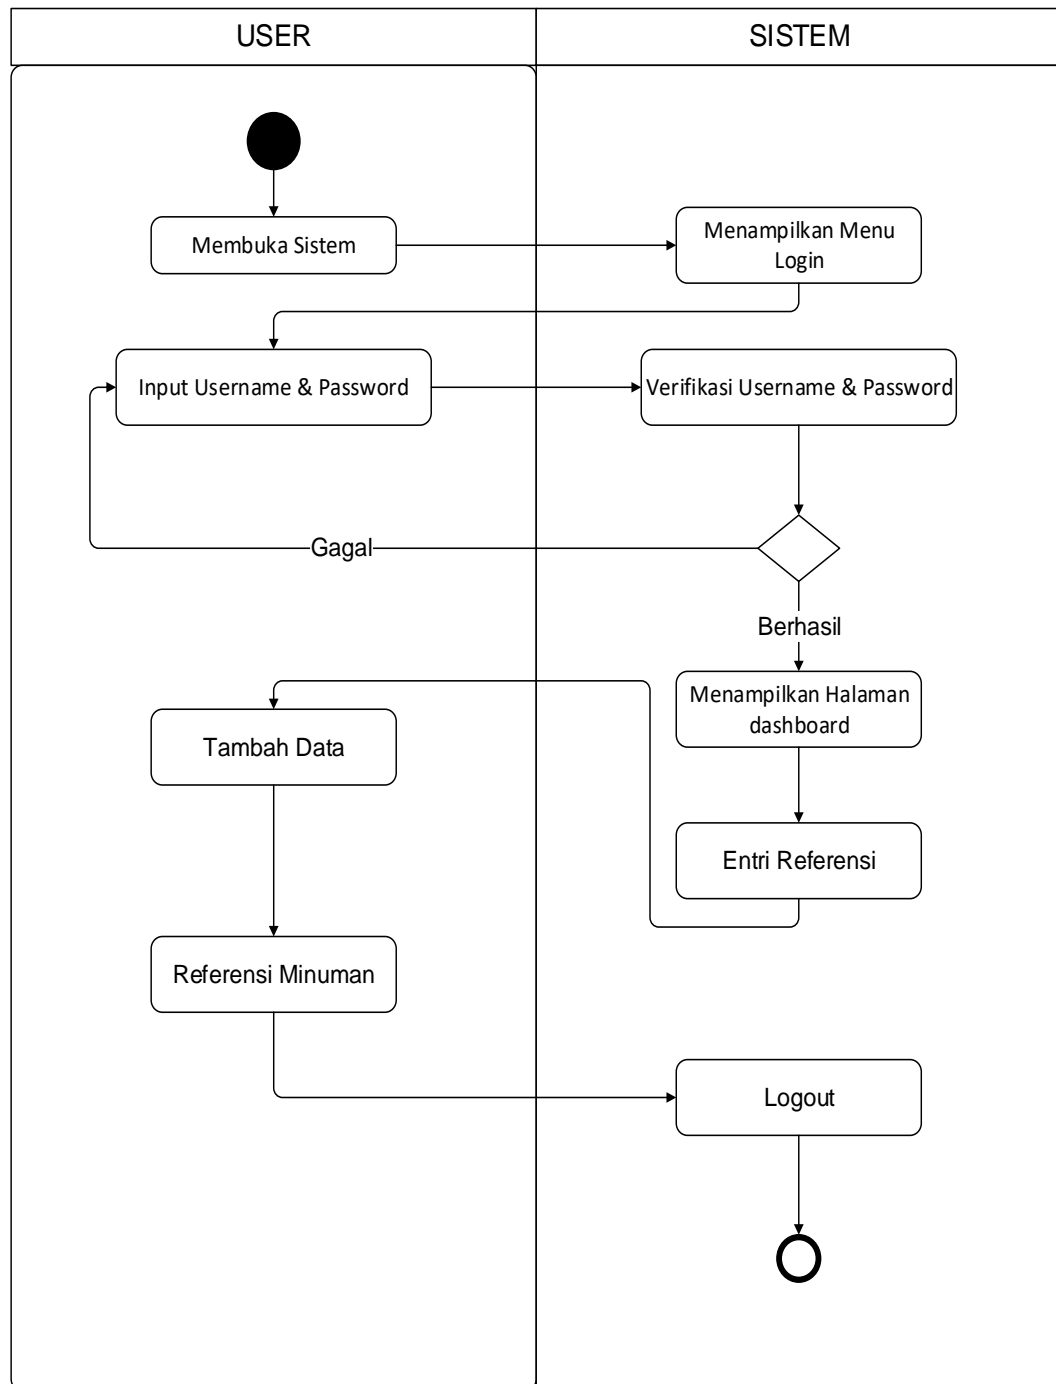 USER
SISTEM
Membuka Sistem
Menampilkan Menu
Login
Input Username & Password
Verifikasi Username & Password
Gagal
Berhasil
Menampilkan Halaman
dashboard
Tambah Data
Entri Referensi
Referensi Minuman
Logout